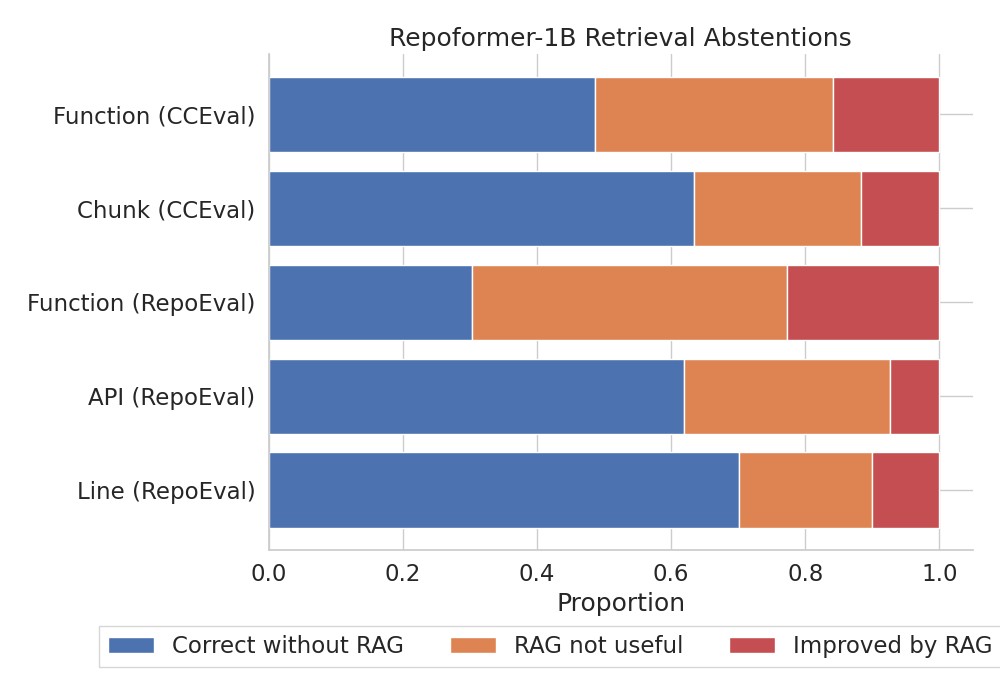 Repoformer-1B Retrieval Abstentions
Function (CCEval)
Chunk (CCEval)
Function (RepoEval)
API (RepoEval)
Line (RepoEval)
0.0 0.2 0.4 0.6 0.8 1.0
Proportion
Correct without RAG RAG not useful Improved by RAG